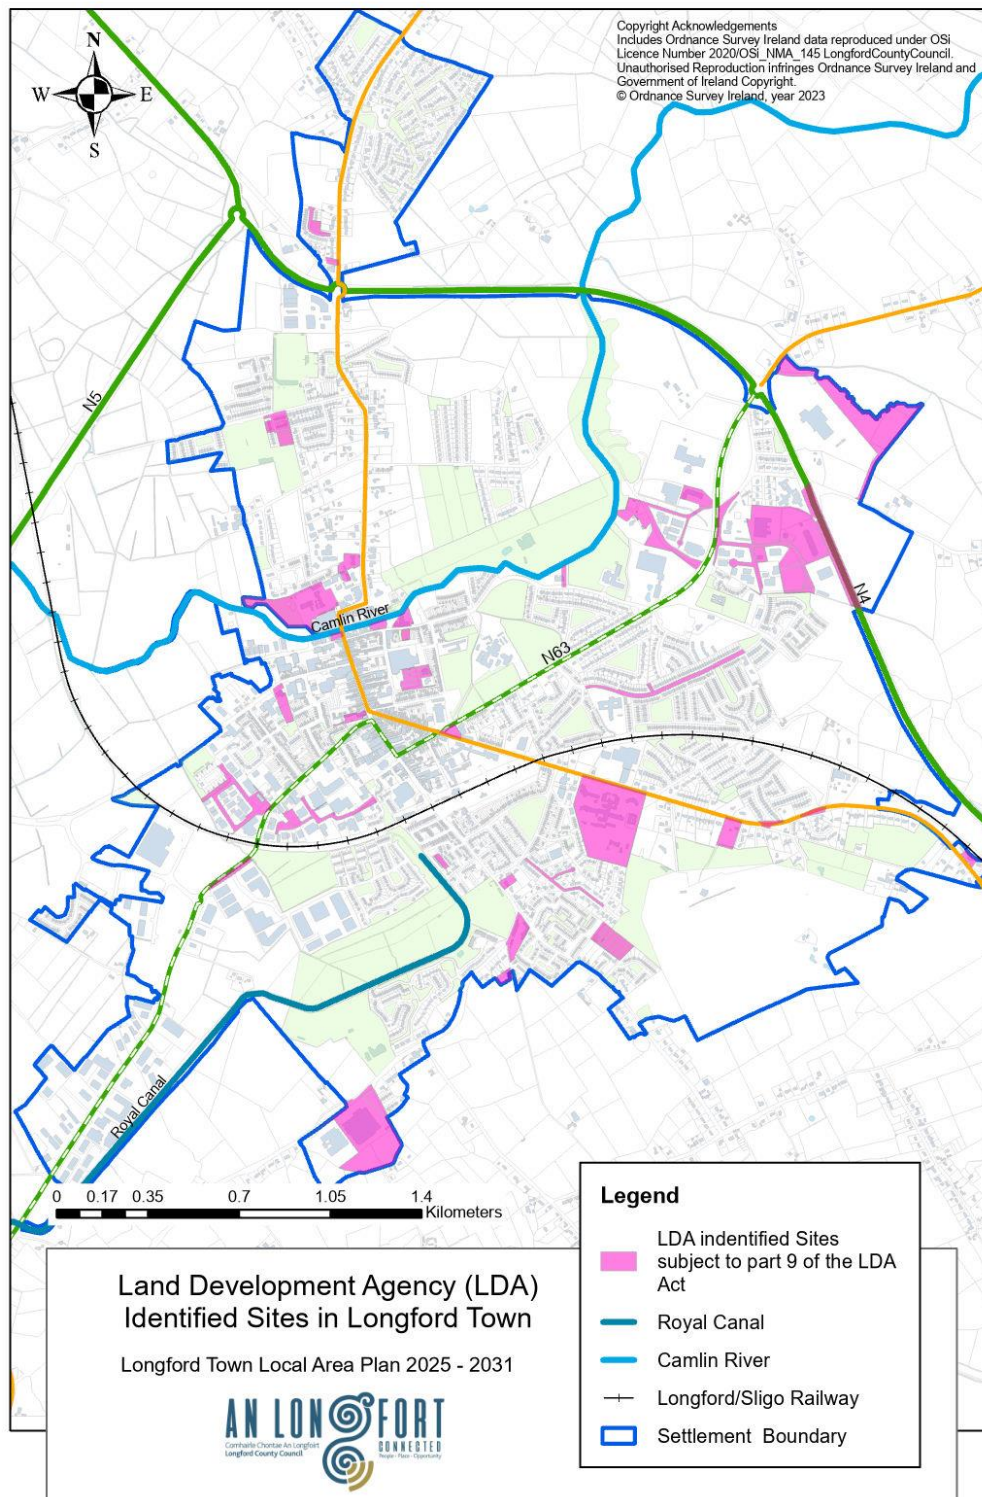 Copyright Acknowledgements
Includes Ordnance Survey Ireland data reproduced under OSi
Licence Number 2020/OSi_NMA_145 LongfordCountyCouncil.
Unauthorised Reproduction infringes Ordnance Survey Ireland and
Government of Ireland Copyright.
© Ordnance Survey Ireland, year 2023
N
W E
S
N5
N4
Camlin River
N63
Royal Canal
0 0.17 0.35 0.7 1.05 1.4
Kilometers
Legend
LDA indentified Sites
subject to part 9 of the LDA
Act
Royal Canal
Camlin River
Longford/Sligo Railway
Settlement Boundary
Land Development Agency (LDA)
Identified Sites in Longford Town
Longford Town Local Area Plan 2025 - 2031
AN LONGFORT
Comhairle Chontae An Longfoirt
Longford County Council
CONNECTED
People - Place - Opportunity